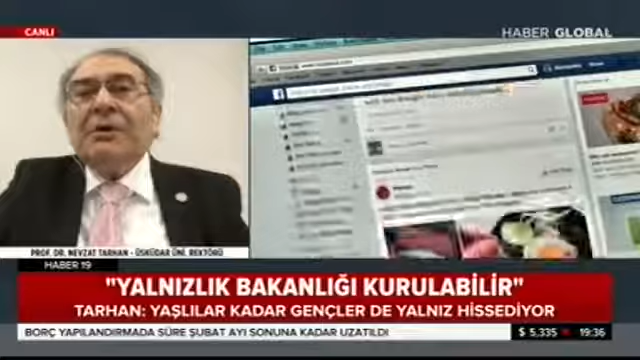 CANLI
HABER GLOBAL
PROF. DR. NEVZAT TARHAN - ÜSKÜDAR ÜNİ. REKTÖRÜ
HABER 19
"YALNIZLIK BAKANLIĞI KURULABİLİR"
TARHAN: YAŞLILAR KADAR GENÇLER DE YALNIZ HİSSEDİYOR
BORÇ YAPILANDIRMADA SÜRE ŞUBAT AYI SONUNA KADAR UZATILDI
$ 5,335
19:36